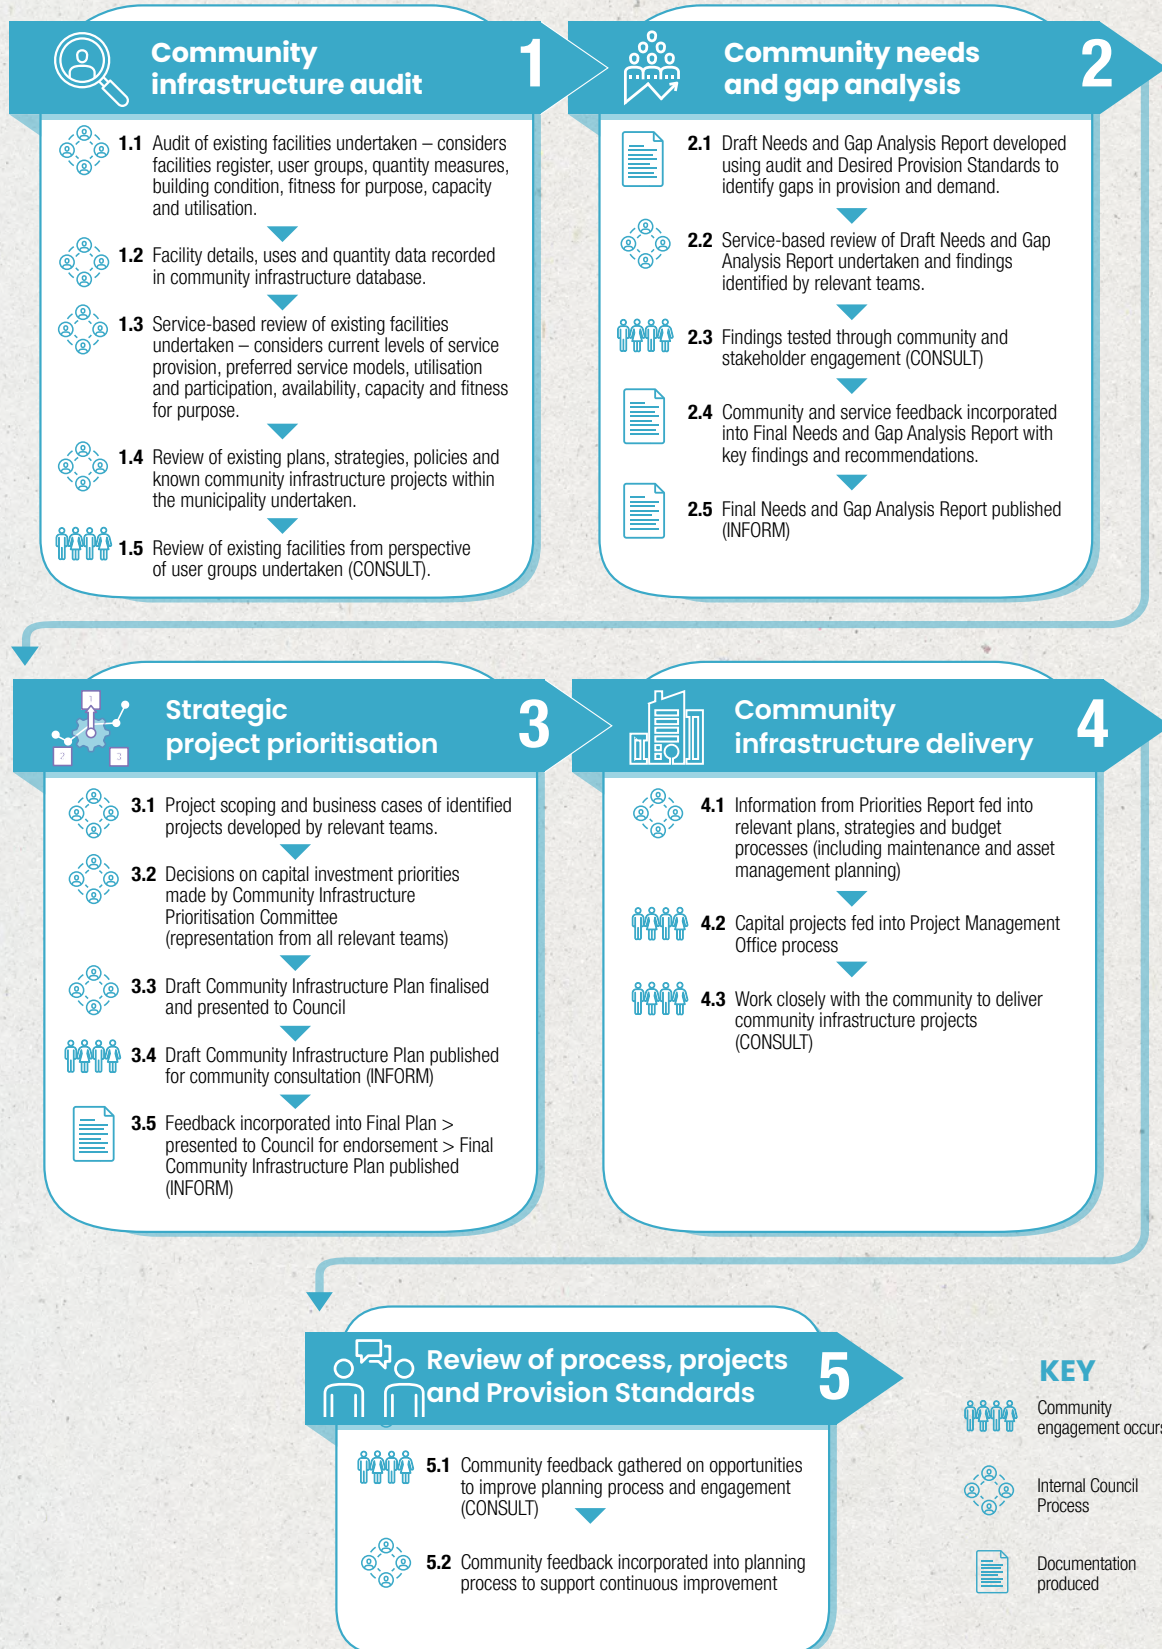 Community
infrastructure audit
1
1.1 Audit of existing facilities undertaken – considers
facilities register, user groups, quantity measures,
building condition, fitness for purpose, capacity
and utilisation.
1.2 Facility details, uses and quantity data recorded
in community infrastructure database.
1.3 Service-based review of existing facilities
undertaken – considers current levels of service
provision, preferred service models, utilisation
and participation, availability, capacity and fitness
for purpose.
1.4 Review of existing plans, strategies, policies and
known community infrastructure projects within
the municipality undertaken.
1.5 Review of existing facilities from perspective
of user groups undertaken (CONSULT).
Community needs
and gap analysis
2
2.1 Draft Needs and Gap Analysis Report developed
using audit and Desired Provision Standards to
identify gaps in provision and demand.
2.2 Service-based review of Draft Needs and Gap
Analysis Report undertaken and findings
identified by relevant teams.
2.3 Findings tested through community and
stakeholder engagement (CONSULT)
2.4 Community and service feedback incorporated
into Final Needs and Gap Analysis Report with
key findings and recommendations.
2.5 Final Needs and Gap Analysis Report published
(INFORM)
1
2
3
Strategic
project prioritisation
3
3.1 Project scoping and business cases of identified
projects developed by relevant teams.
3.2 Decisions on capital investment priorities
made by Community Infrastructure
Prioritisation Committee
(representation from all relevant teams)
3.3 Draft Community Infrastructure Plan finalised
and presented to Council
3.4 Draft Community Infrastructure Plan published
for community consultation (INFORM)
3.5 Feedback incorporated into Final Plan >
presented to Council for endorsement > Final
Community Infrastructure Plan published
(INFORM)
Community
infrastructure delivery
4
4.1 Information from Priorities Report fed into
relevant plans, strategies and budget
processes (including maintenance and asset
management planning)
4.2 Capital projects fed into Project Management
Office process
4.3 Work closely with the community to deliver
community infrastructure projects
(CONSULT)
Review of process, projects
and Provision Standards
5
5.1 Community feedback gathered on opportunities
to improve planning process and engagement
(CONSULT)
5.2 Community feedback incorporated into planning
process to support continuous improvement
KEY
Community
engagement occurs
Internal Council
Process
Documentation
produced